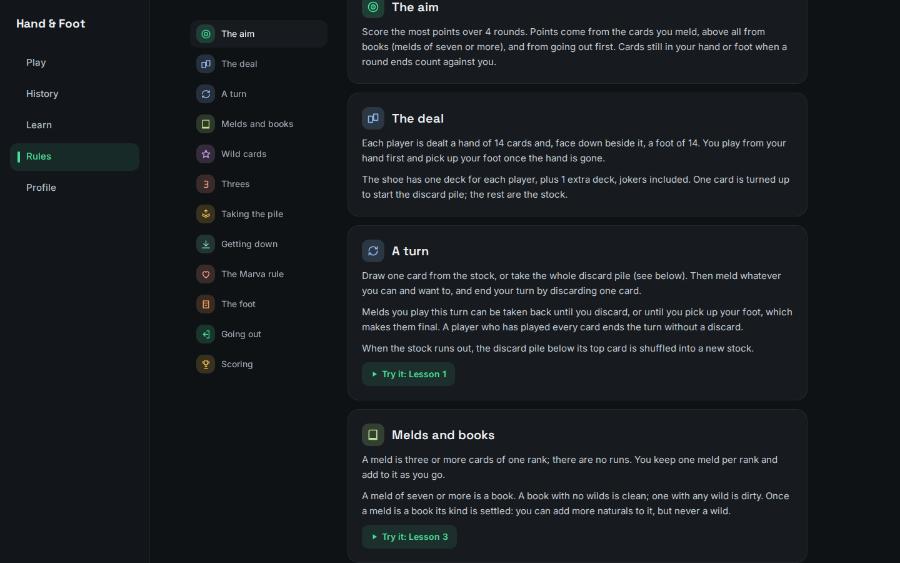 Hand & Foot
Play
History
Learn
Rules
Profile
The aim
The deal
A turn
Melds and books
Wild cards
Threes
Taking the pile
Getting down
The Marva rule
The foot
Going out
Scoring
The aim
Score the most points over 4 rounds. Points come from the cards you meld, above all from
books (melds of seven or more), and from going out first. Cards still in your hand or foot when a
round ends count against you.
The deal
Each player is dealt a hand of 14 cards and, face down beside it, a foot of 14. You play from your
hand first and pick up your foot once the hand is gone.
The shoe has one deck for each player, plus 1 extra deck, jokers included. One card is turned up
to start the discard pile; the rest are the stock.
A turn
Draw one card from the stock, or take the whole discard pile (see below). Then meld whatever
you can and want to, and end your turn by discarding one card.
Melds you play this turn can be taken back until you discard, or until you pick up your foot, which
makes them final. A player who has played every card ends the turn without a discard.
When the stock runs out, the discard pile below its top card is shuffled into a new stock.
Try it: Lesson 1
Melds and books
A meld is three or more cards of one rank; there are no runs. You keep one meld per rank and
add to it as you go.
A meld of seven or more is a book. A book with no wilds is clean; one with any wild is dirty. Once
a meld is a book its kind is settled: you can add more naturals to it, but never a wild.
Try it: Lesson 3